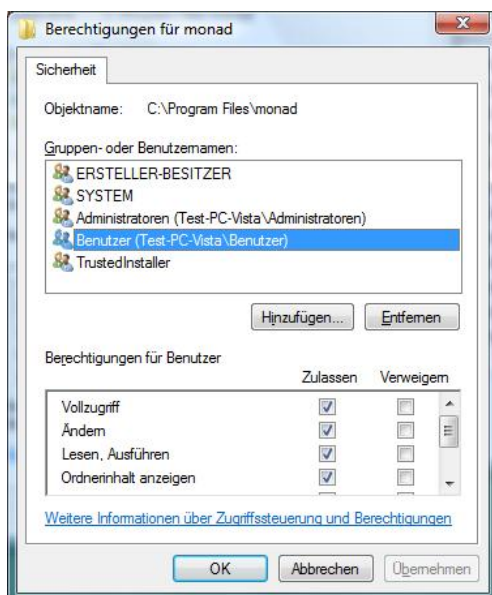 Berechtigungen für monad
Sicherheit
Objektname: C:\Program Files\monad
Gruppen- oder Benutzernamen:
ERSTELLER-BESITZER
SYSTEM
Administratoren (Test-PC-Vista\Administratoren)
Benutzer (Test-PC-Vista\Benutzer)
TrustedInstaller
Hinzufügen... Entfernen
Berechtigungen für Benutzer
Zulassen Verweigern
Vollzugriff
Ändern
Lesen, Ausführen
Ordnerinhalt anzeigen
Weitere Informationen über Zugriffssteuerung und Berechtigungen
OK Abbrechen Übernehmen